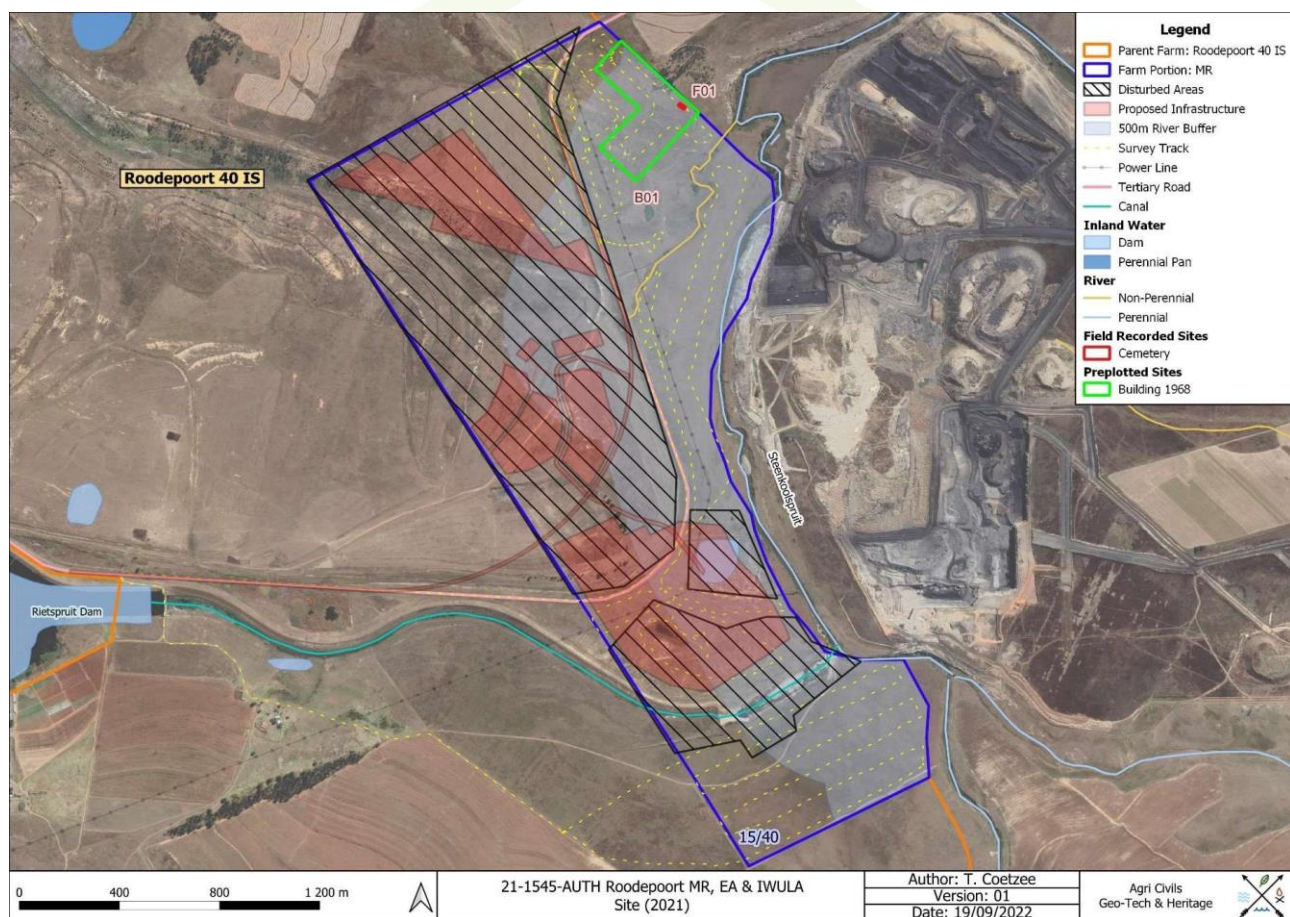 Legend
Parent Farm: Roodepoort 40 IS
Farm Portion: MR
Disturbed Areas
Proposed Infrastructure
500m River Buffer
Survey Track
Power Line
Tertiary Road
Canal
Inland Water
Dam
Perennial Pan
River
Non-Perennial
Perennial
Field Recorded Sites
Cemetery
Preplotted Sites
Building 1968
F01
Roodepoort 40 IS
B01
Steenkoolspruit
Rietspruit Dam
15/40
0 400 800 1 200 m
21-1545-AUTH Roodepoort MR, EA & IWULA
Site (2021)
Author: T. Coetzee
Version: 01
Date: 19/09/2022
Agri Civils
Geo-Tech & Heritage